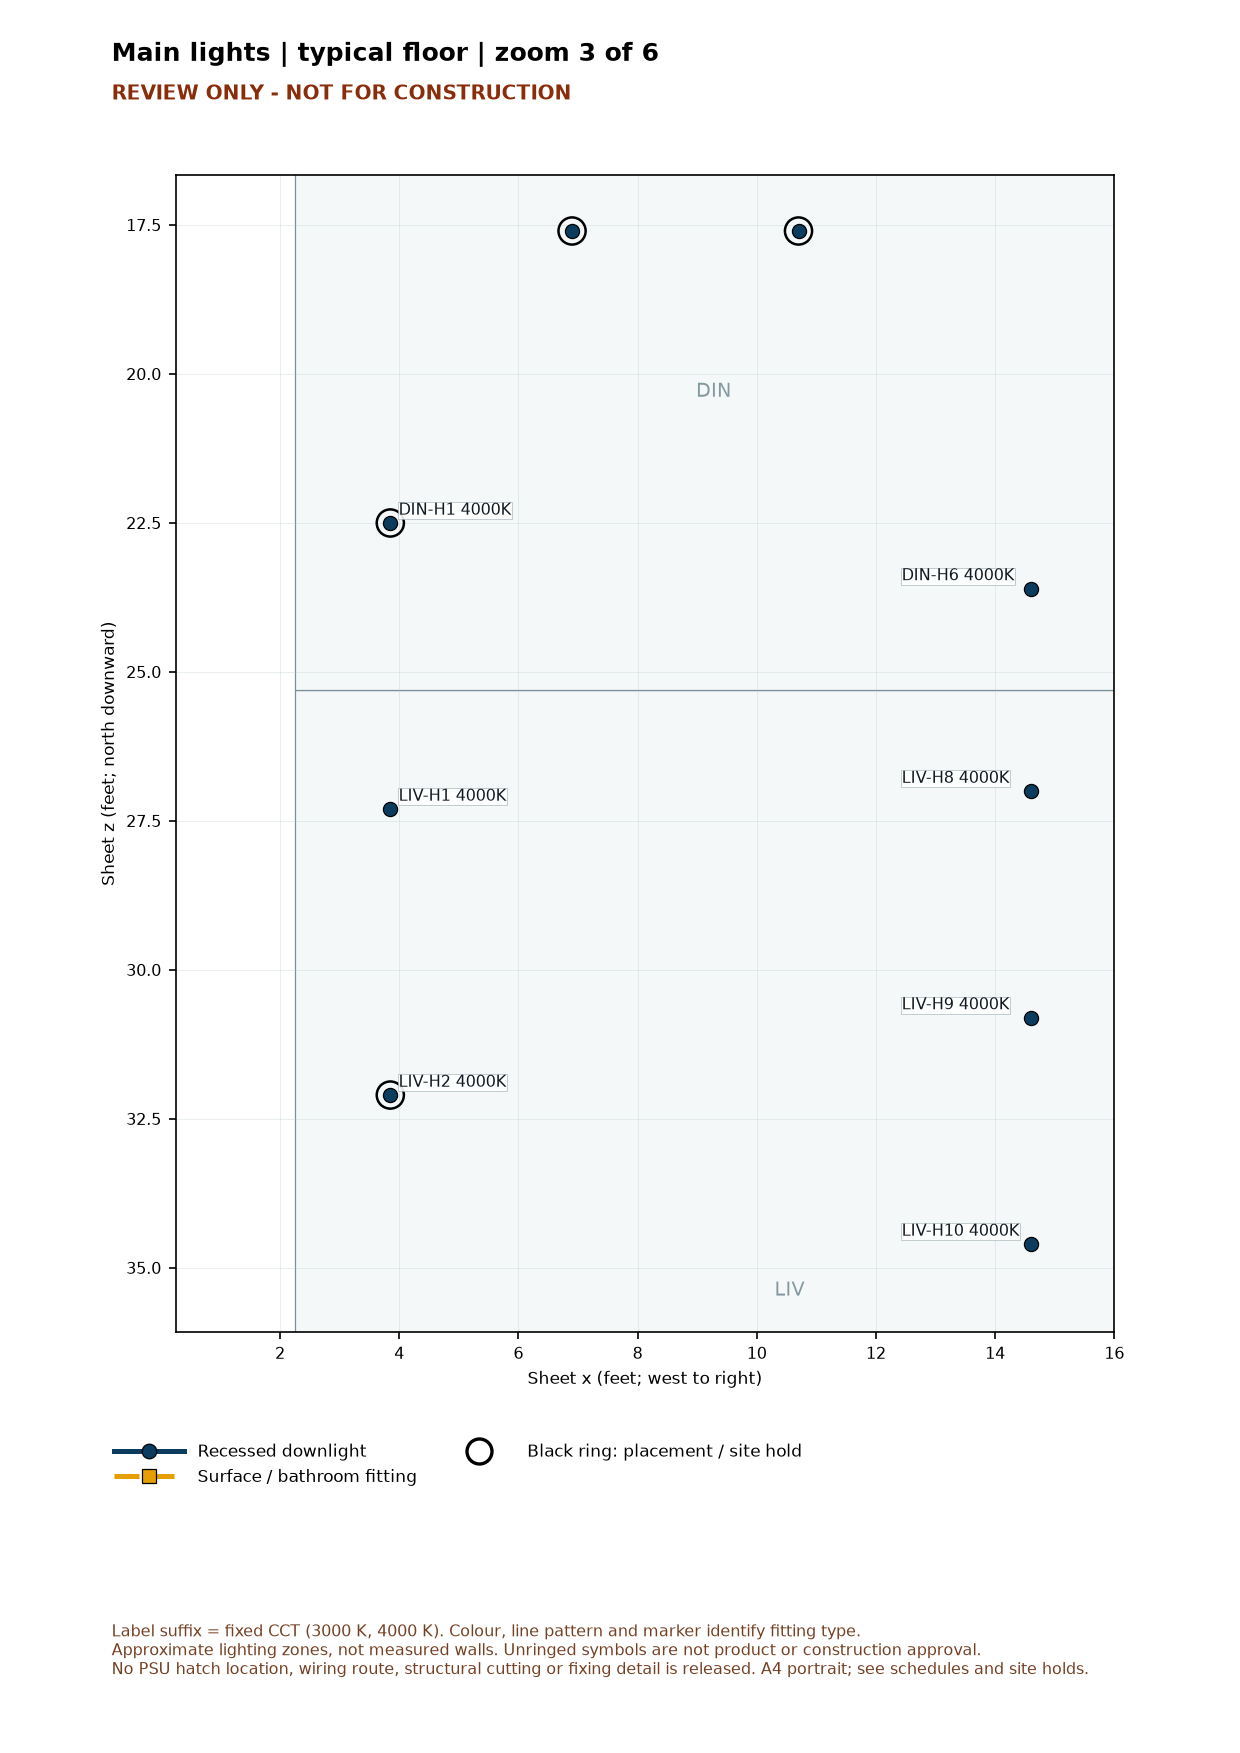 Main lights | typical floor | zoom 3 of 6
REVIEW ONLY - NOT FOR CONSTRUCTION
17.5
20.0
DIN
DIN-H1 4000K
22.5
DIN-H6 4000K
25.0
Sheet z (feet; north downward)
LIV-H8 4000K
LIV-H1 4000K
27.5
30.0
LIV-H9 4000K
LIV-H2 4000K
32.5
LIV-H10 4000K
35.0
LIV
2 4 6 8 10 12 14 16
Sheet x (feet; west to right)
Recessed downlight
Black ring: placement / site hold
Surface / bathroom fitting
Label suffix = fixed CCT (3000 K, 4000 K). Colour, line pattern and marker identify fitting type.
Approximate lighting zones, not measured walls. Unringed symbols are not product or construction approval.
No PSU hatch location, wiring route, structural cutting or fixing detail is released. A4 portrait; see schedules and site holds.